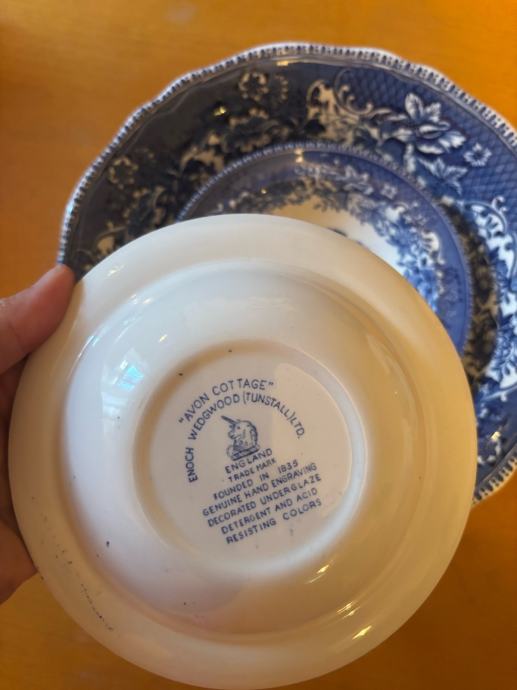 "AVON COTTAGE"
ENOCH WEDGWOOD (TUNSTALL) LTD.
ENGLAND
TRADE MARK
FOUNDED IN 1835
GENUINE HAND ENGRAVING
DECORATED UNDERGLAZE
DETERGENT AND ACID
RESISTING COLORS